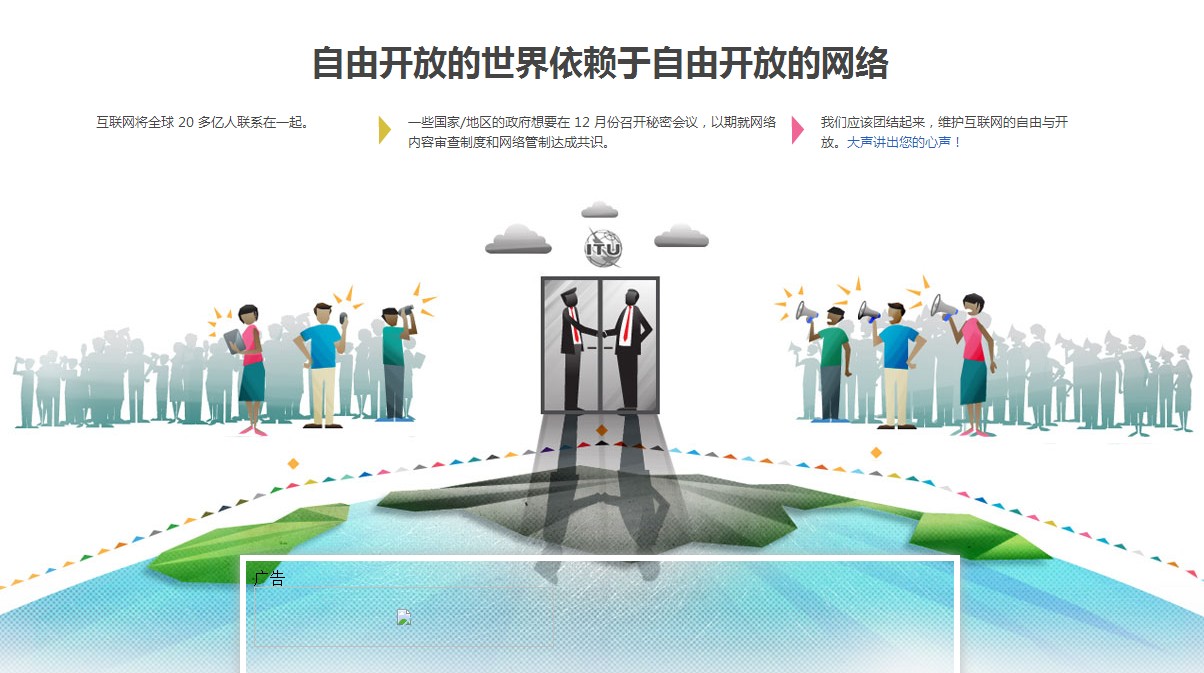 自由开放的世界依赖于自由开放的网络
互联网将全球 20 多亿人联系在一起。
一些国家/地区的政府想要在 12 月份召开秘密会议，以期就网络
内容审查制度和网络管制达成共识。
我们应该团结起来，维护互联网的自由与开
放。大声讲出您的心声！
ITU
广告